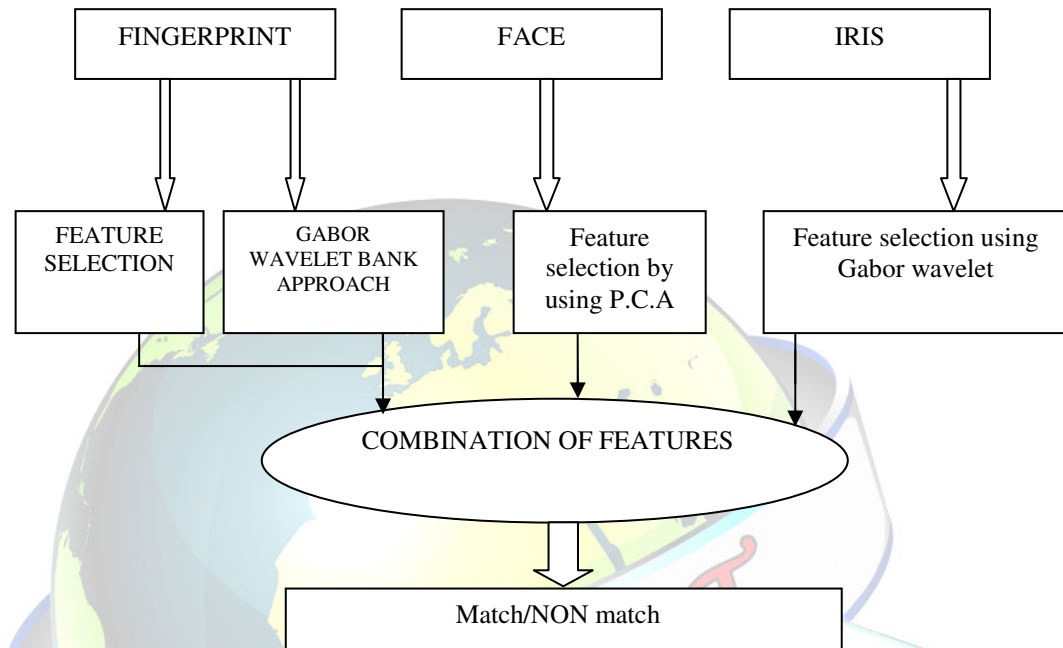 FINGERPRINT
FACE
IRIS
FEATURE
SELECTION
GABOR
WAVELET BANK
APPROACH
Feature
selection by
using P.C.A
Feature selection using
Gabor wavelet
COMBINATION OF FEATURES
Match/NON match